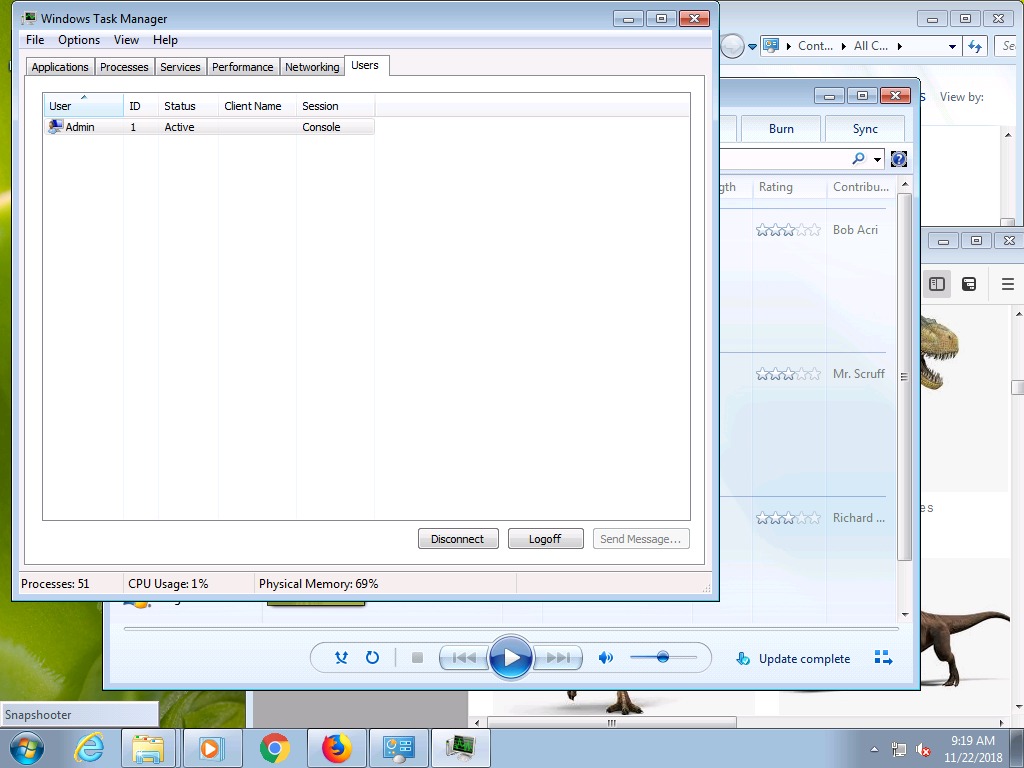 Windows Task Manager
File Options View Help
Applications Processes Services Performance Networking Users
User ID Status Client Name Session
Admin 1 Active Console
Disconnect Logoff Send Message...
Processes: 51 CPU Usage: 1% Physical Memory: 69%
Cont... All C...
View by:
Burn Sync
Rating Contribu...
Bob Acri
Mr. Scruff
Richard ...
Update complete
Snapshooter
9:19 AM
11/22/2018